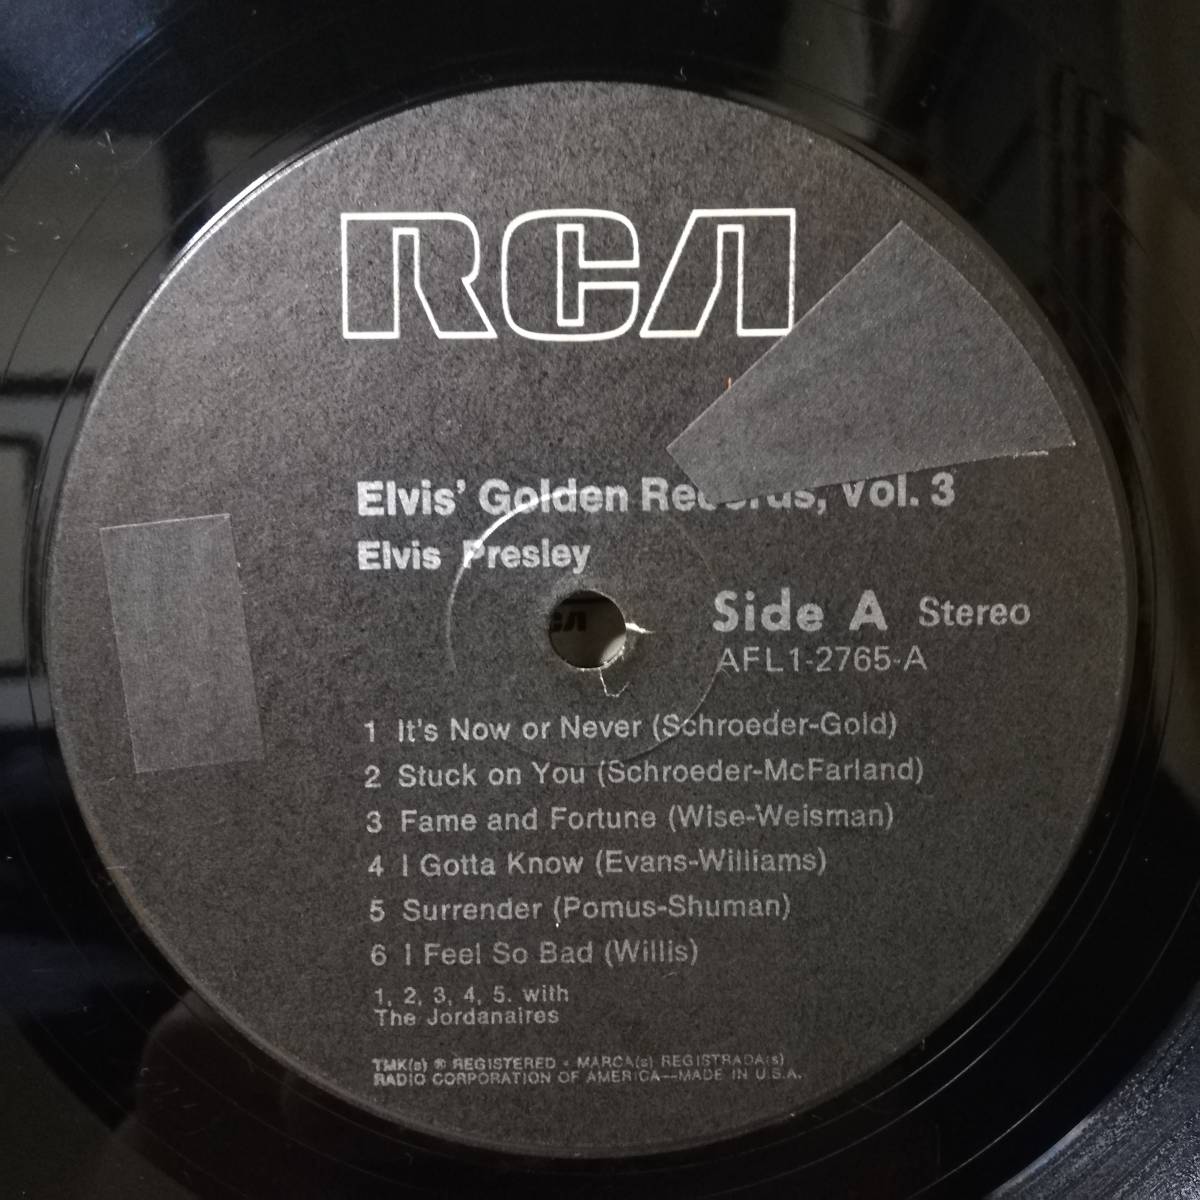 RCA
Elvis' Golden Records, Vol. 3
Elvis Presley
Side A Stereo
AFL1-2765-A
1 It's Now or Never (Schroeder-Gold)
2 Stuck on You (Schroeder-McFarland)
3 Fame and Fortune (Wise-Weisman)
4 I Gotta Know (Evans-Williams)
5 Surrender (Pomus-Shuman)
6 I Feel So Bad (Willis)
1, 2, 3, 4, 5. with
The Jordanaires
TMK(s) ® REGISTERED - MARCA(s) REGISTRADA(s)
RADIO CORPORATION OF AMERICA—MADE IN U.S.A.